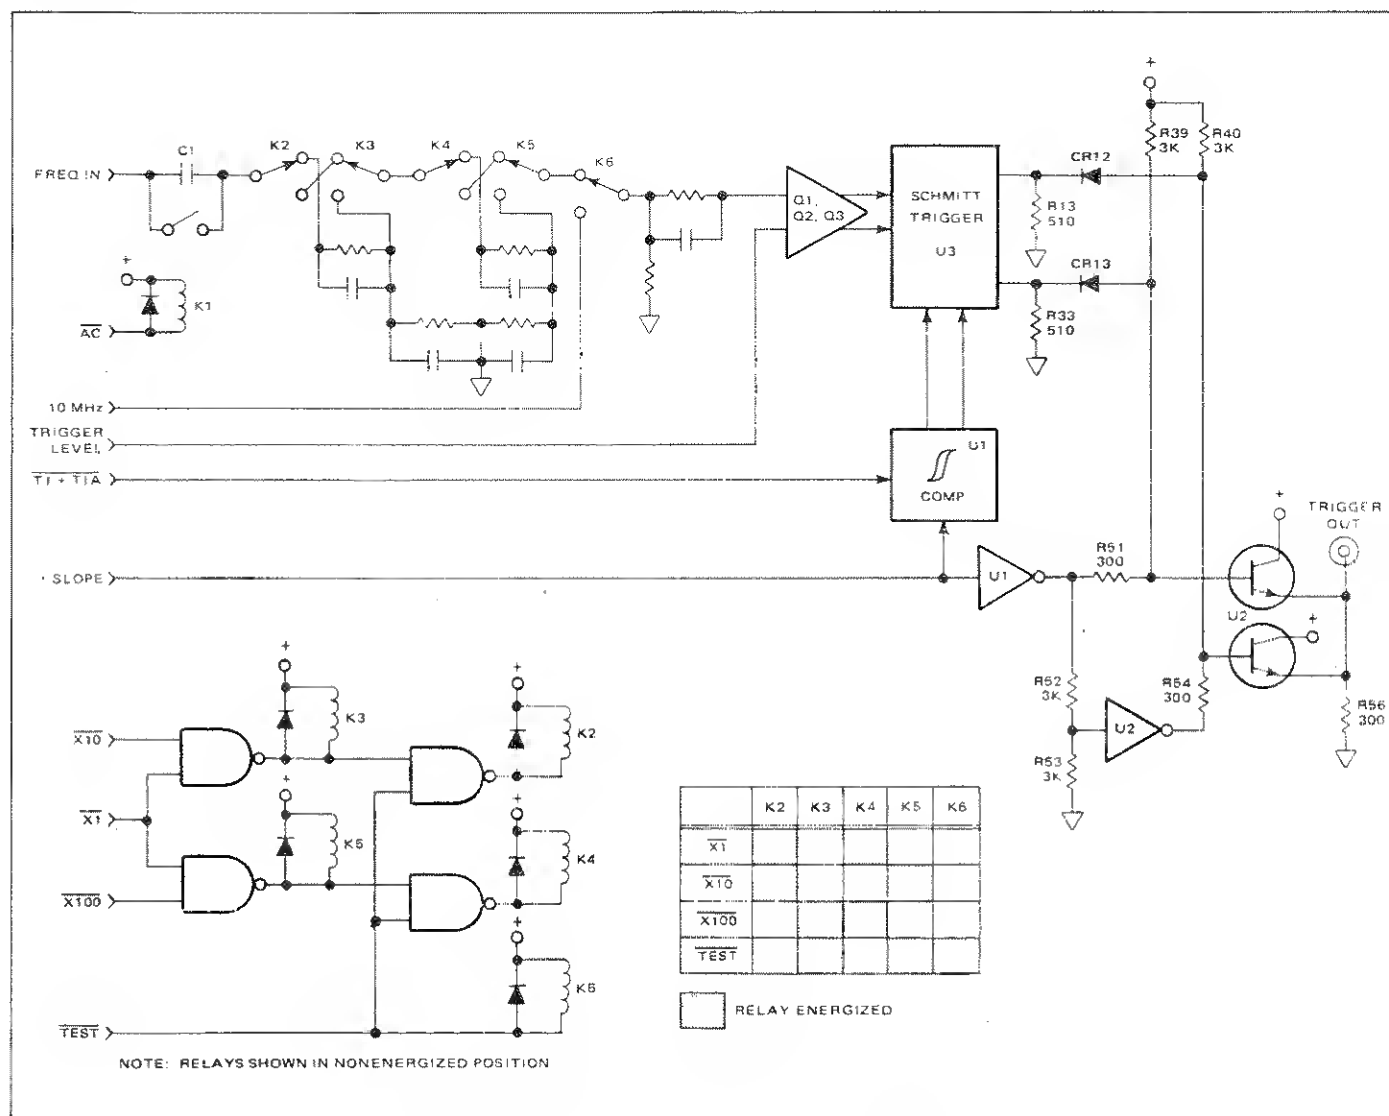 +
R39
3K
R40
3K
C1
K2
K3
K4
K5
K6
FREQ IN
Q1,
Q2, Q3
SCHMITT
TRIGGER
U3
CR12
R13
510
CR13
R33
510
+
K1
AC
10 MHz
TRIGGER
LEVEL
TI + TIA
U1
COMP
+
TRIGGER
OUT
SLOPE
U1
R51
300
U2
+
R52
3K
R54
300
U2
R53
3K
R56
300
+
K3
+
K2
X10
X1
+
K5
+
K4
X100
+
K6
TEST
K2 K3 K4 K5 K6
X1
X10
X100
TEST
RELAY ENERGIZED
NOTE: RELAYS SHOWN IN NONENERGIZED POSITION